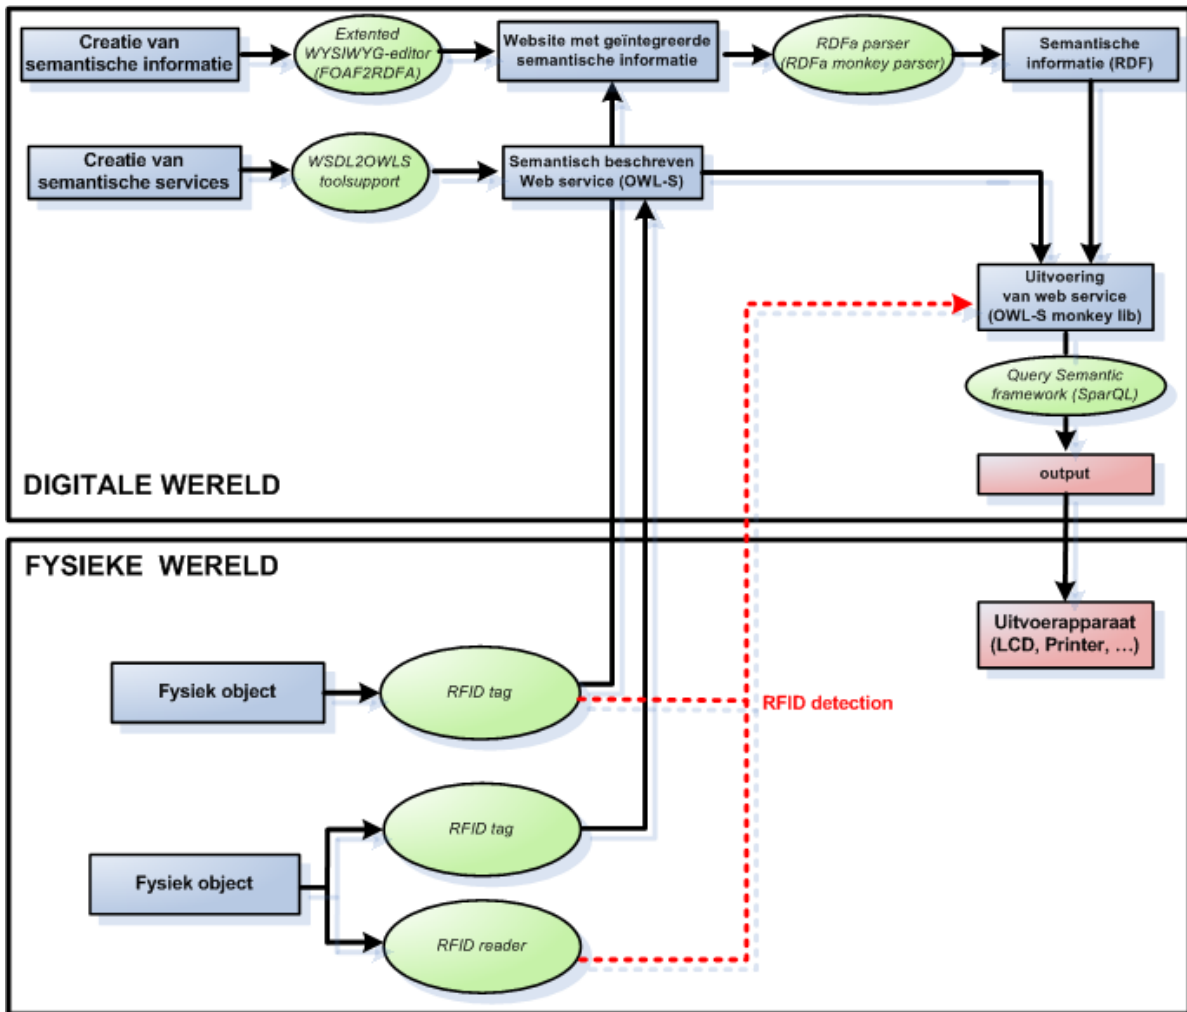 Creatie van
semantische informatie
Extented
WYSIWYG-editor
(FOAF2RDFA)
Website met geïntegreerde
semantische informatie
RDFa parser
(RDFa monkey parser)
Semantische
informatie (RDF)
Creatie van
semantische services
WSDL2OWLS
toolsupport
Semantisch beschreven
Web service (OWL-S)
Uitvoering
van web service
(OWL-S monkey lib)
Query Semantic
framework (SparQL)
output
DIGITALE WERELD
FYSIEKE WERELD
Uitvoerapparaat
(LCD, Printer, ...)
Fysiek object
RFID tag
RFID detection
RFID tag
Fysiek object
RFID reader